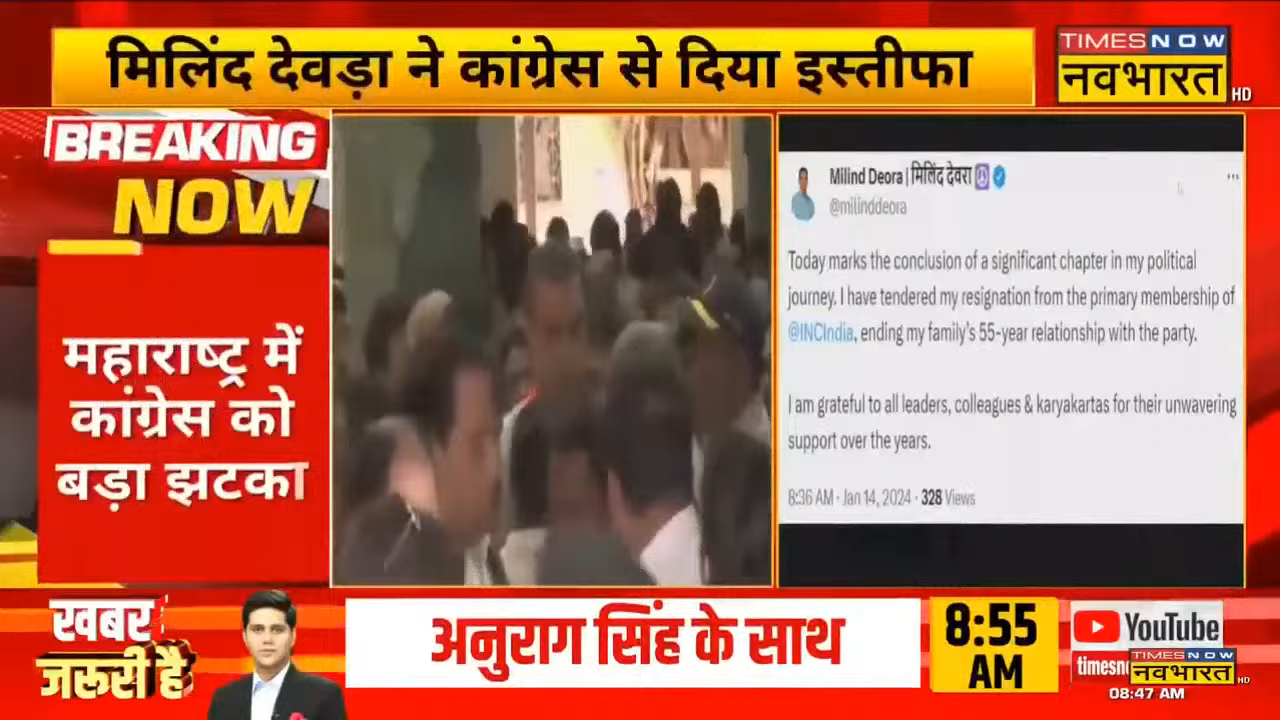 मिलिंद देवड़ा ने कांग्रेस से दिया इस्तीफा
TIMES NOW
नवभारत HD
BREAKING
NOW
महाराष्ट्र में
कांग्रेस को
बड़ा झटका
Milind Deora | मिलिंद देवरा
@milinddeora
Today marks the conclusion of a significant chapter in my political
journey. I have tendered my resignation from the primary membership of
@INCIndia, ending my family's 55-year relationship with the party.
I am grateful to all leaders, colleagues & karyakartas for their unwavering
support over the years.
8:36 AM · Jan 14, 2024 · 328 Views
खबर
जरूरी है
अनुराग सिंह के साथ
8:55
AM
YouTube
TIMES NOW
नवभारत HD
08:47 AM